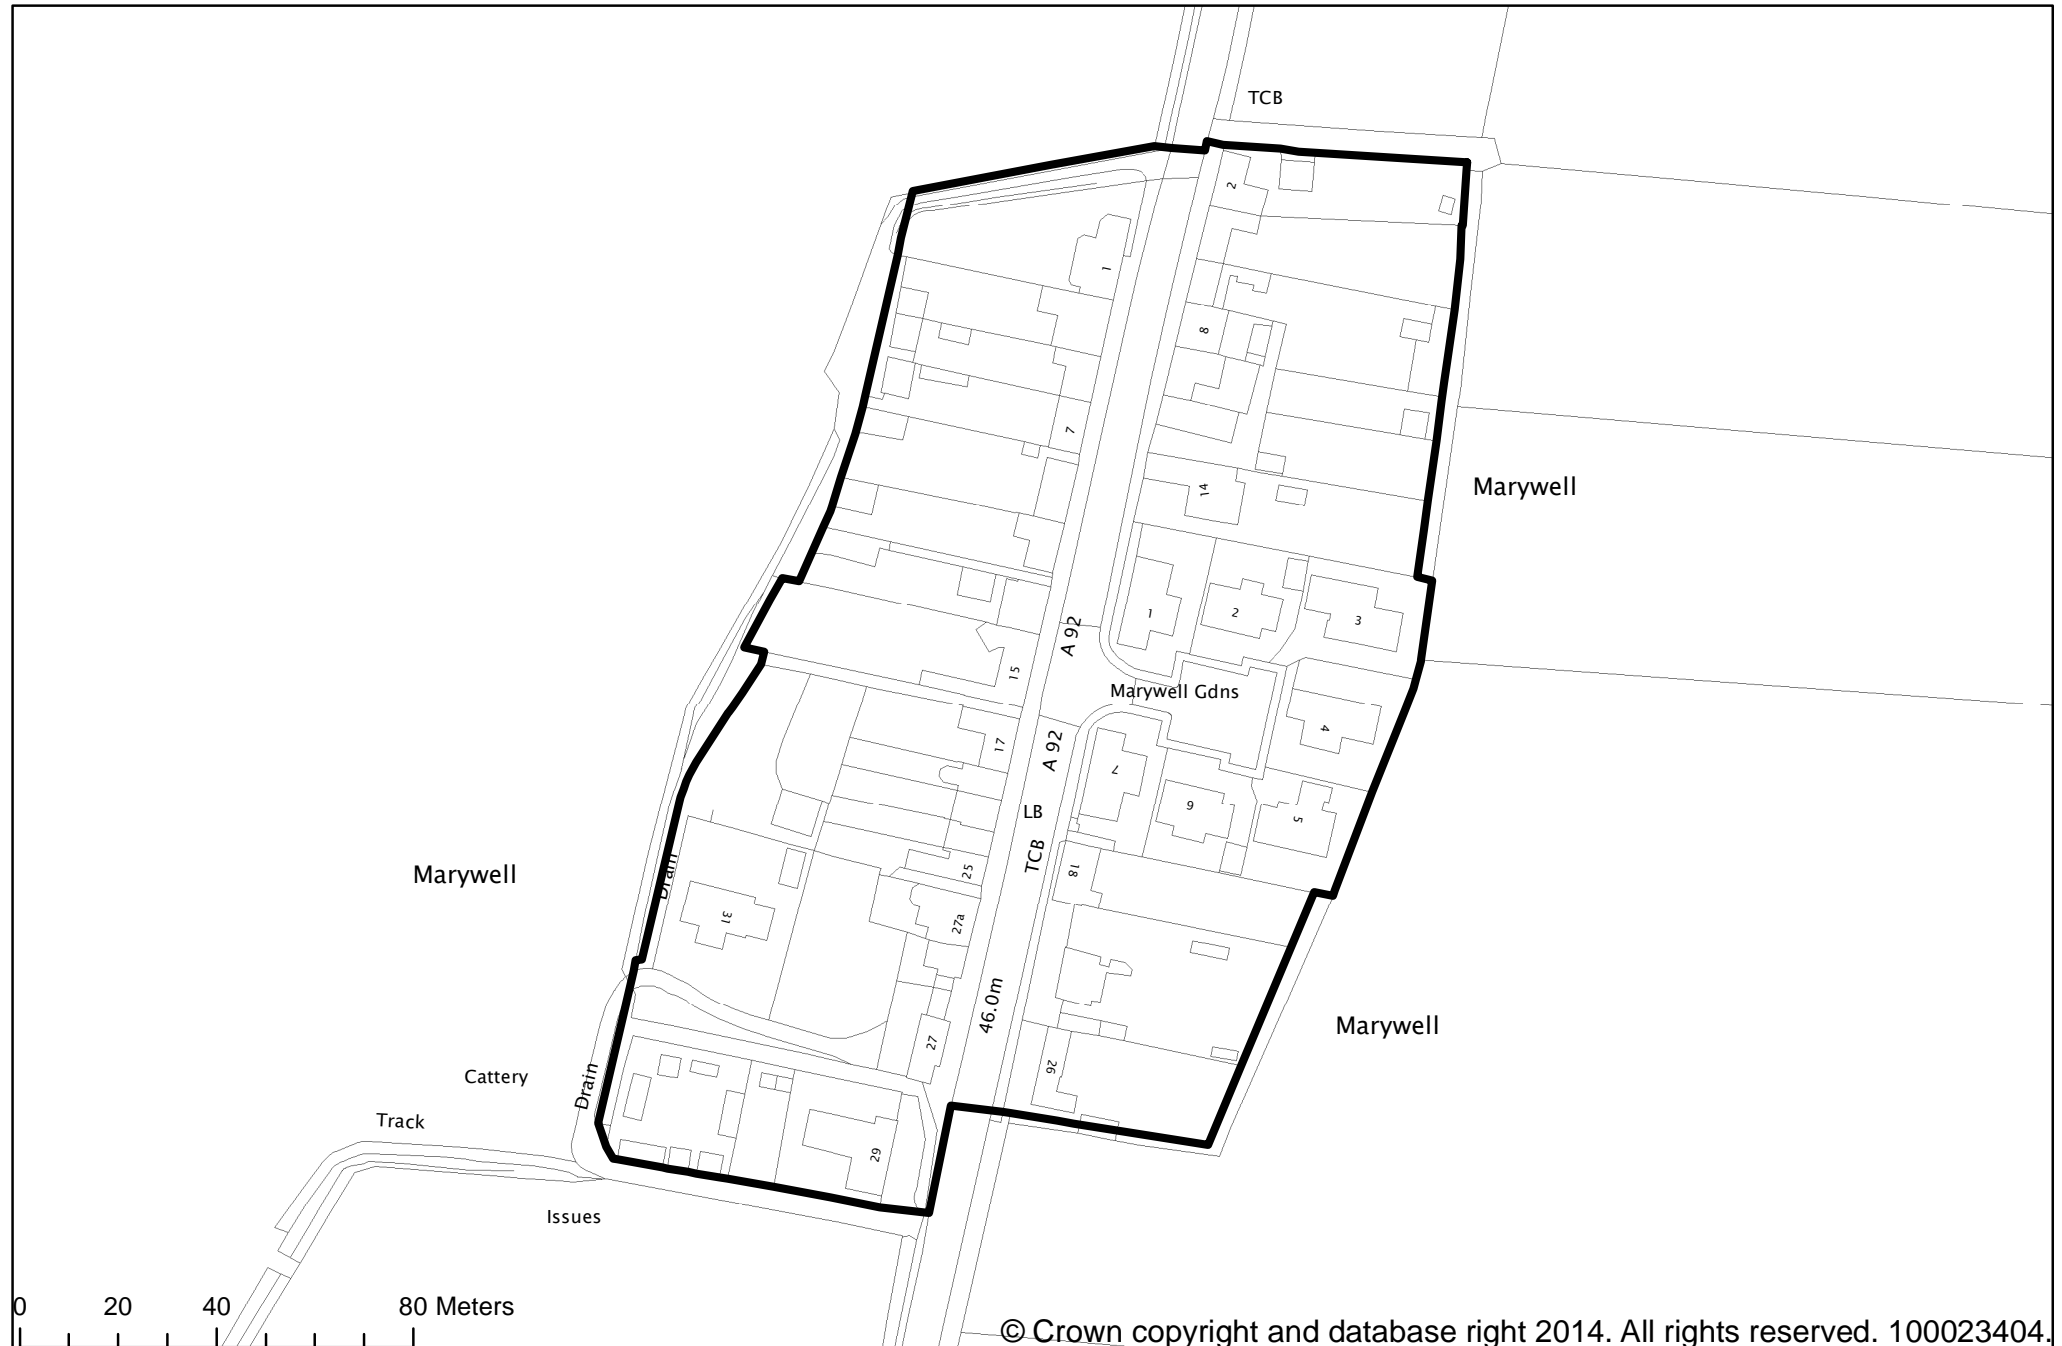 TCB
2
1
8
7
Marywell
14
1
2
3
A 92
15
Marywell Gdns
4
17
A 92
7
6
5
LB
TCB
Marywell
Drain
25
18
31
27a
46.0m
Marywell
27
26
Cattery
Drain
Track
29
Issues
0 20 40 80 Meters
© Crown copyright and database right 2014. All rights reserved. 100023404.